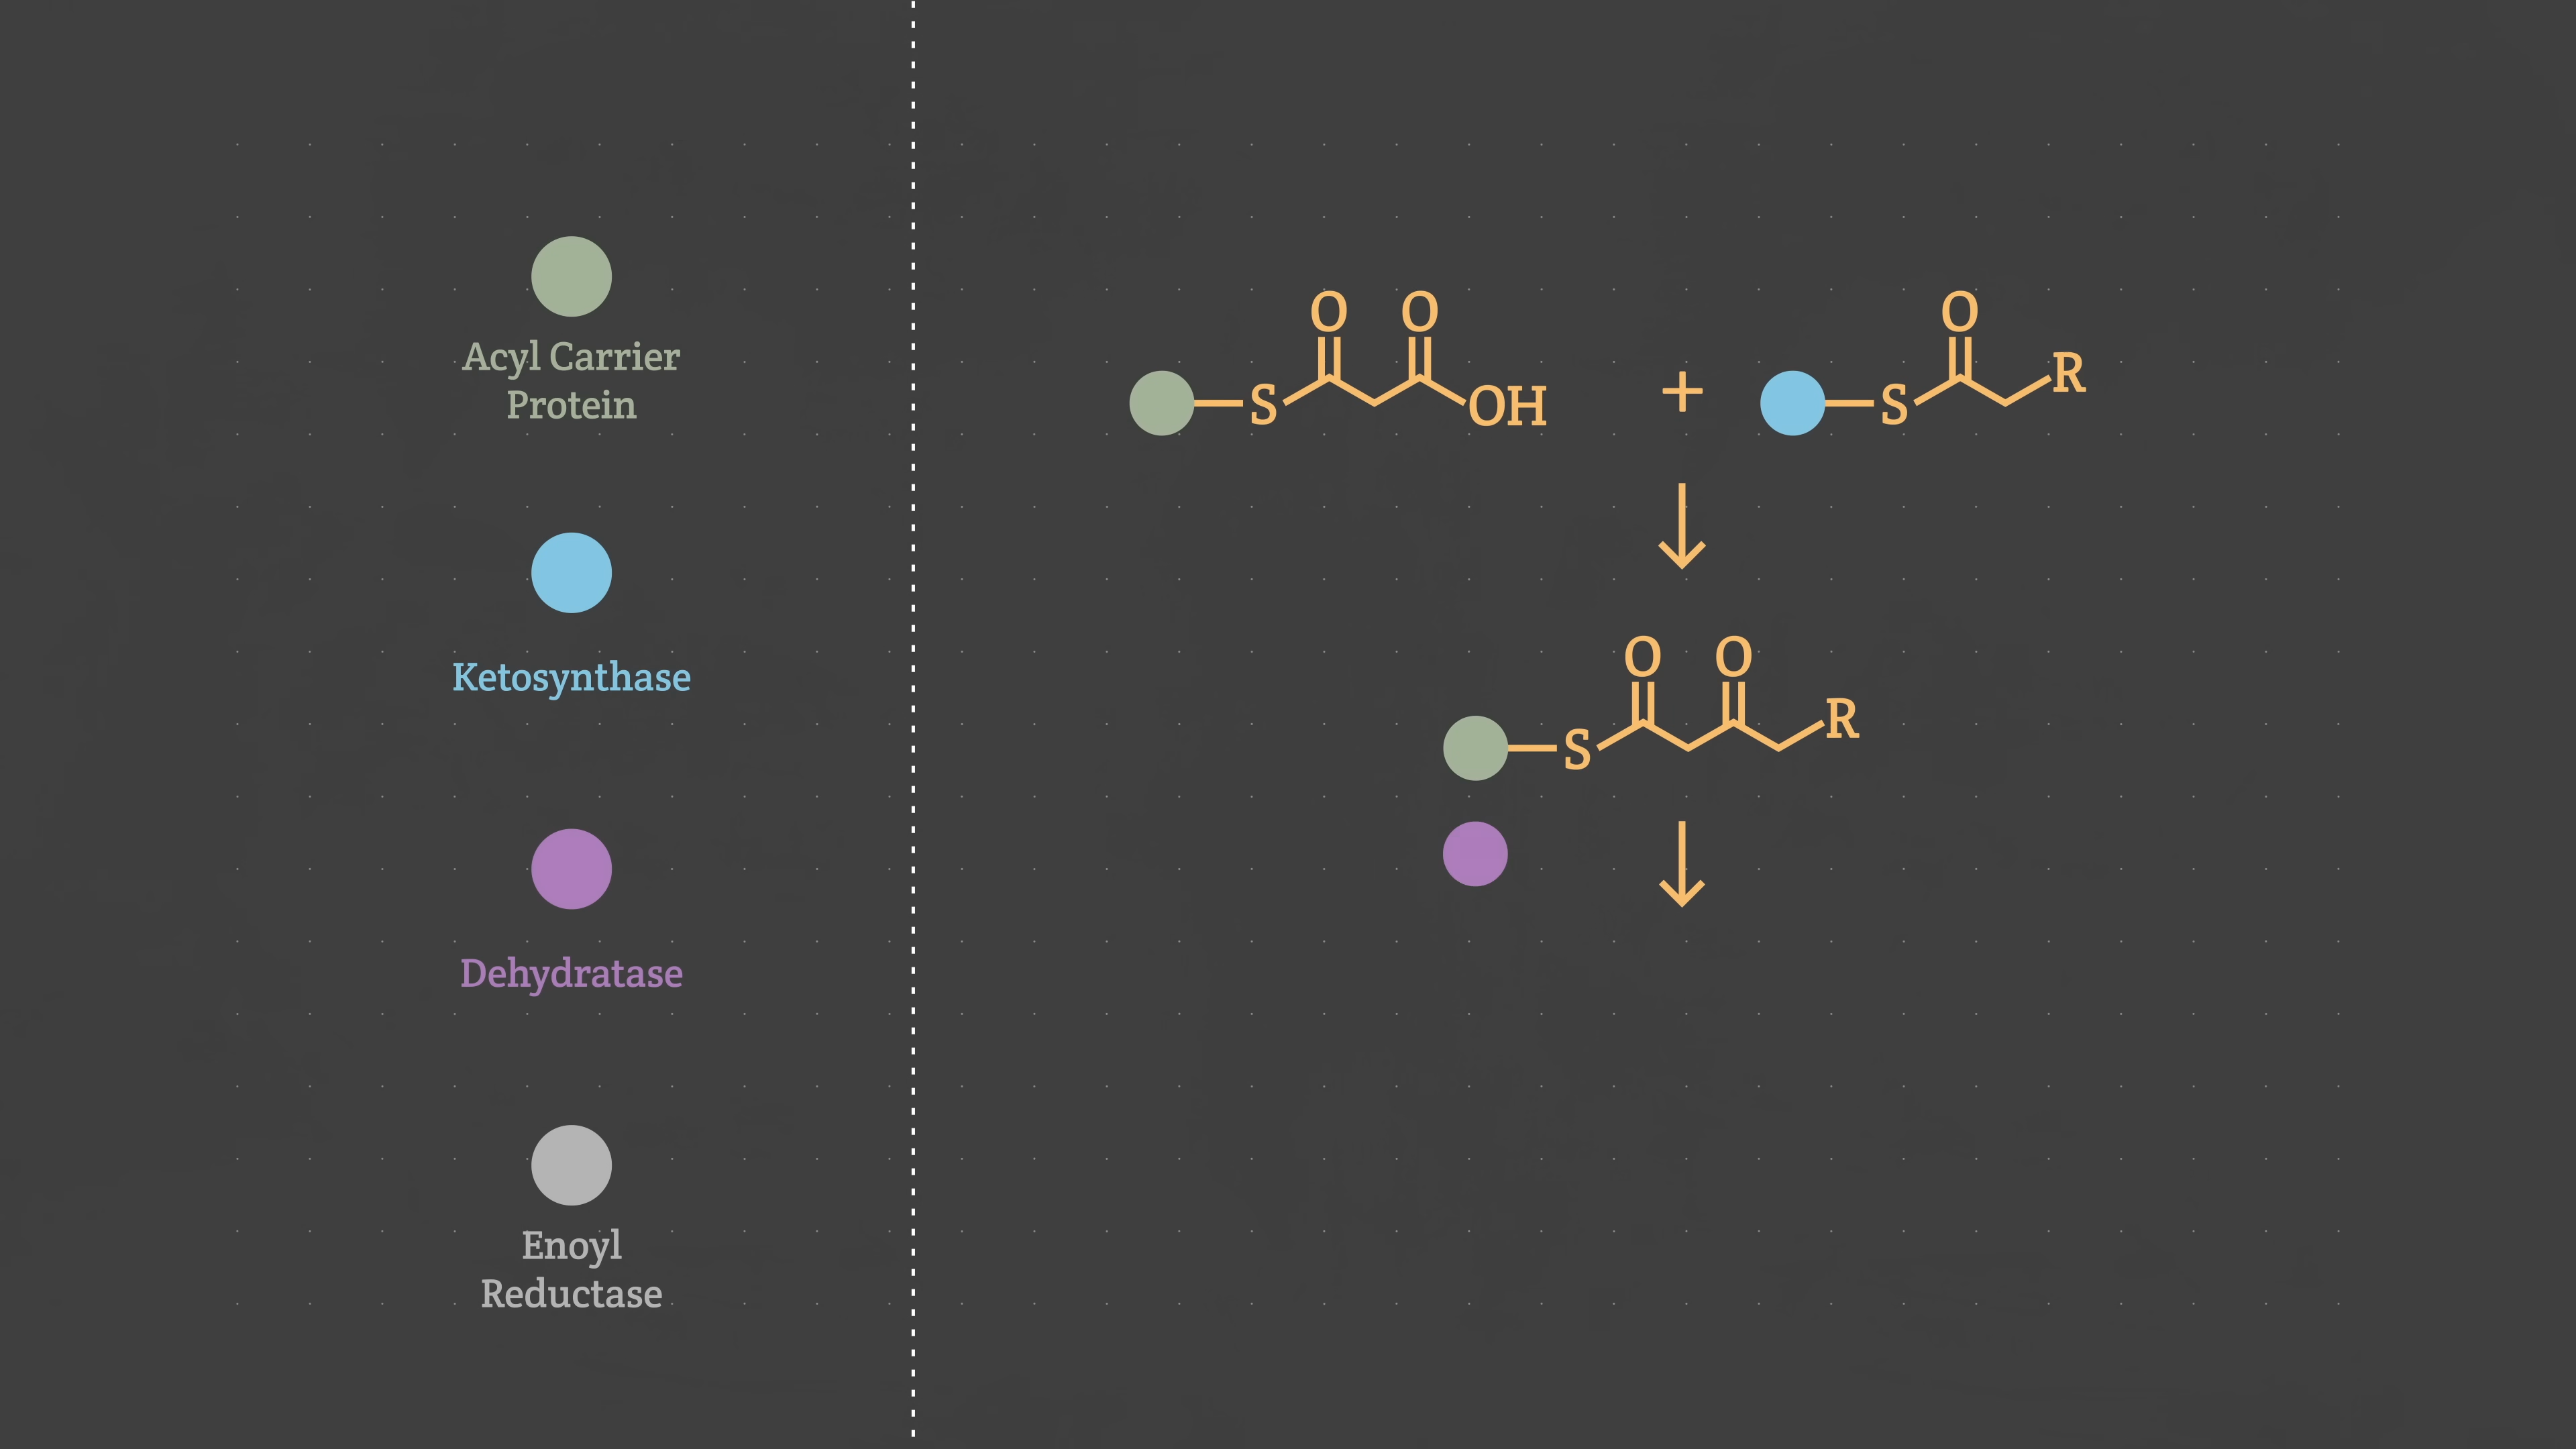 Acyl Carrier
Protein
Ketosynthase
Dehydratase
Enoyl
Reductase
O O
S OH
+
O
S R
O O
S R